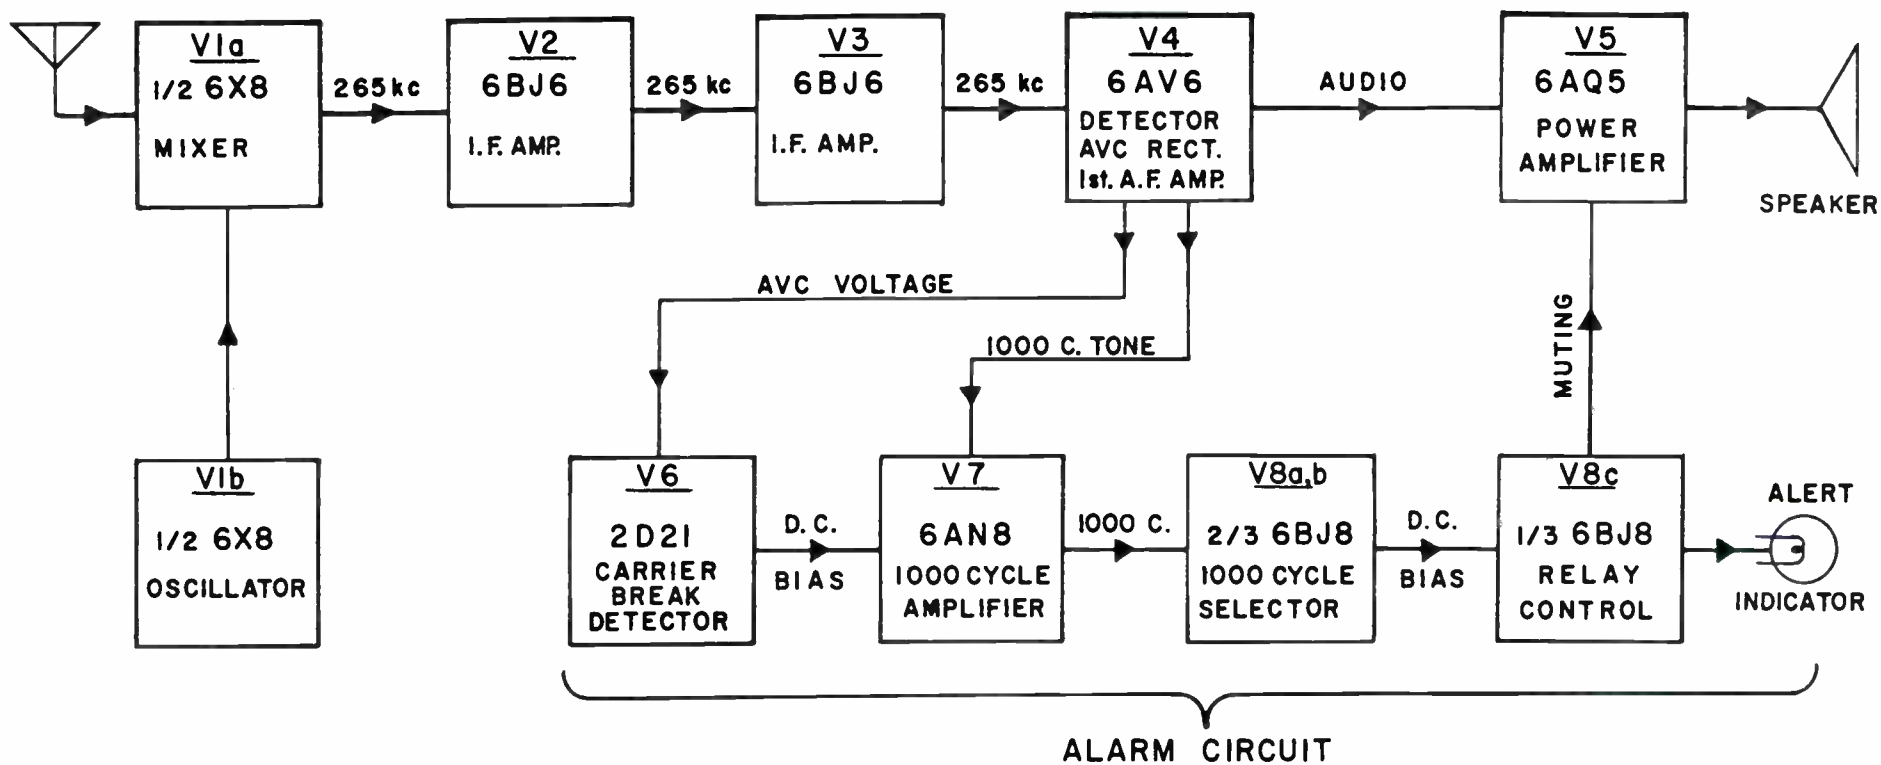 V1a
1/2 6X8
MIXER
265 kc
V2
6BJ6
I.F. AMP.
265 kc
V3
6BJ6
I.F. AMP.
265 kc
V4
6AV6
DETECTOR
AVC RECT.
1st. A.F. AMP.
AUDIO
V5
6AQ5
POWER
AMPLIFIER
SPEAKER
AVC VOLTAGE
1000 C. TONE
MUTING
V1b
1/2 6X8
OSCILLATOR
V6
2D21
CARRIER
BREAK
DETECTOR
D.C.
BIAS
V7
6AN8
1000 CYCLE
AMPLIFIER
1000 C.
V8a,b
2/3 6BJ8
1000 CYCLE
SELECTOR
D.C.
BIAS
V8c
1/3 6BJ8
RELAY
CONTROL
ALERT
INDICATOR
ALARM CIRCUIT